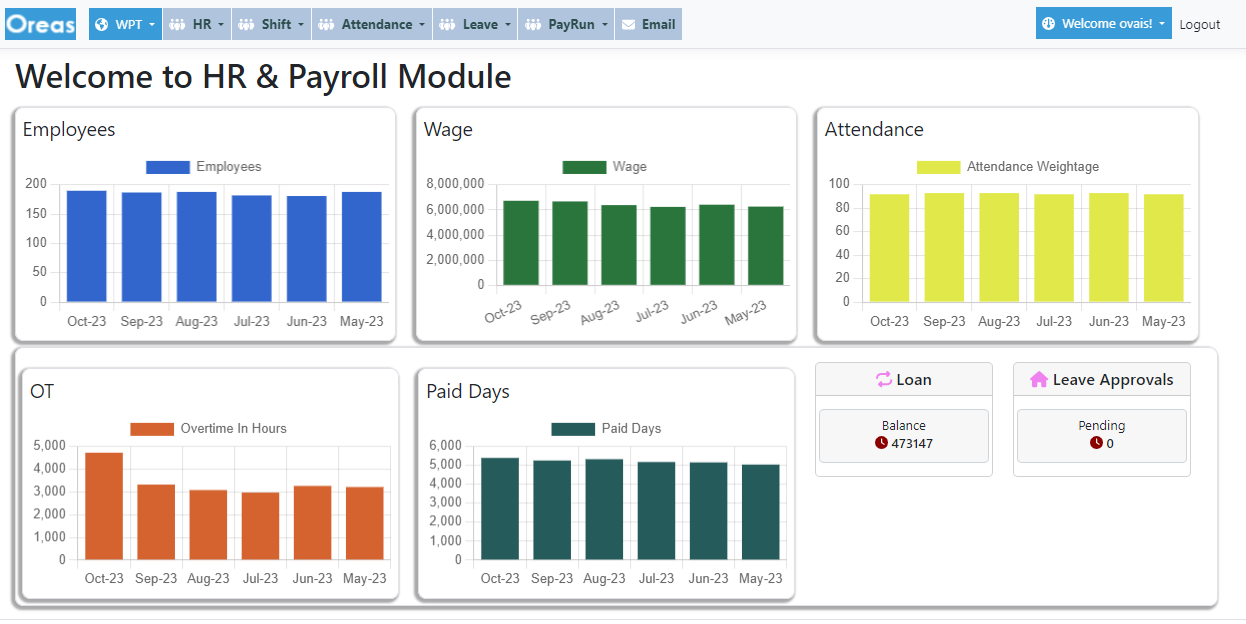 Oreas WPT HR Shift Attendance Leave PayRun Email Welcome ovais! Logout
Welcome to HR & Payroll Module
Employees
Employees
200
150
100
50
0
Oct-23 Sep-23 Aug-23 Jul-23 Jun-23 May-23
Wage
Wage
8,000,000
6,000,000
4,000,000
2,000,000
0
Oct-23 Sep-23 Aug-23 Jul-23 Jun-23 May-23
Attendance
Attendance Weightage
100
80
60
40
20
0
Oct-23 Sep-23 Aug-23 Jul-23 Jun-23 May-23
OT
Overtime In Hours
5,000
4,000
3,000
2,000
1,000
0
Oct-23 Sep-23 Aug-23 Jul-23 Jun-23 May-23
Paid Days
Paid Days
6,000
5,000
4,000
3,000
2,000
1,000
0
Oct-23 Sep-23 Aug-23 Jul-23 Jun-23 May-23
Loan
Balance
473147
Leave Approvals
Pending
0